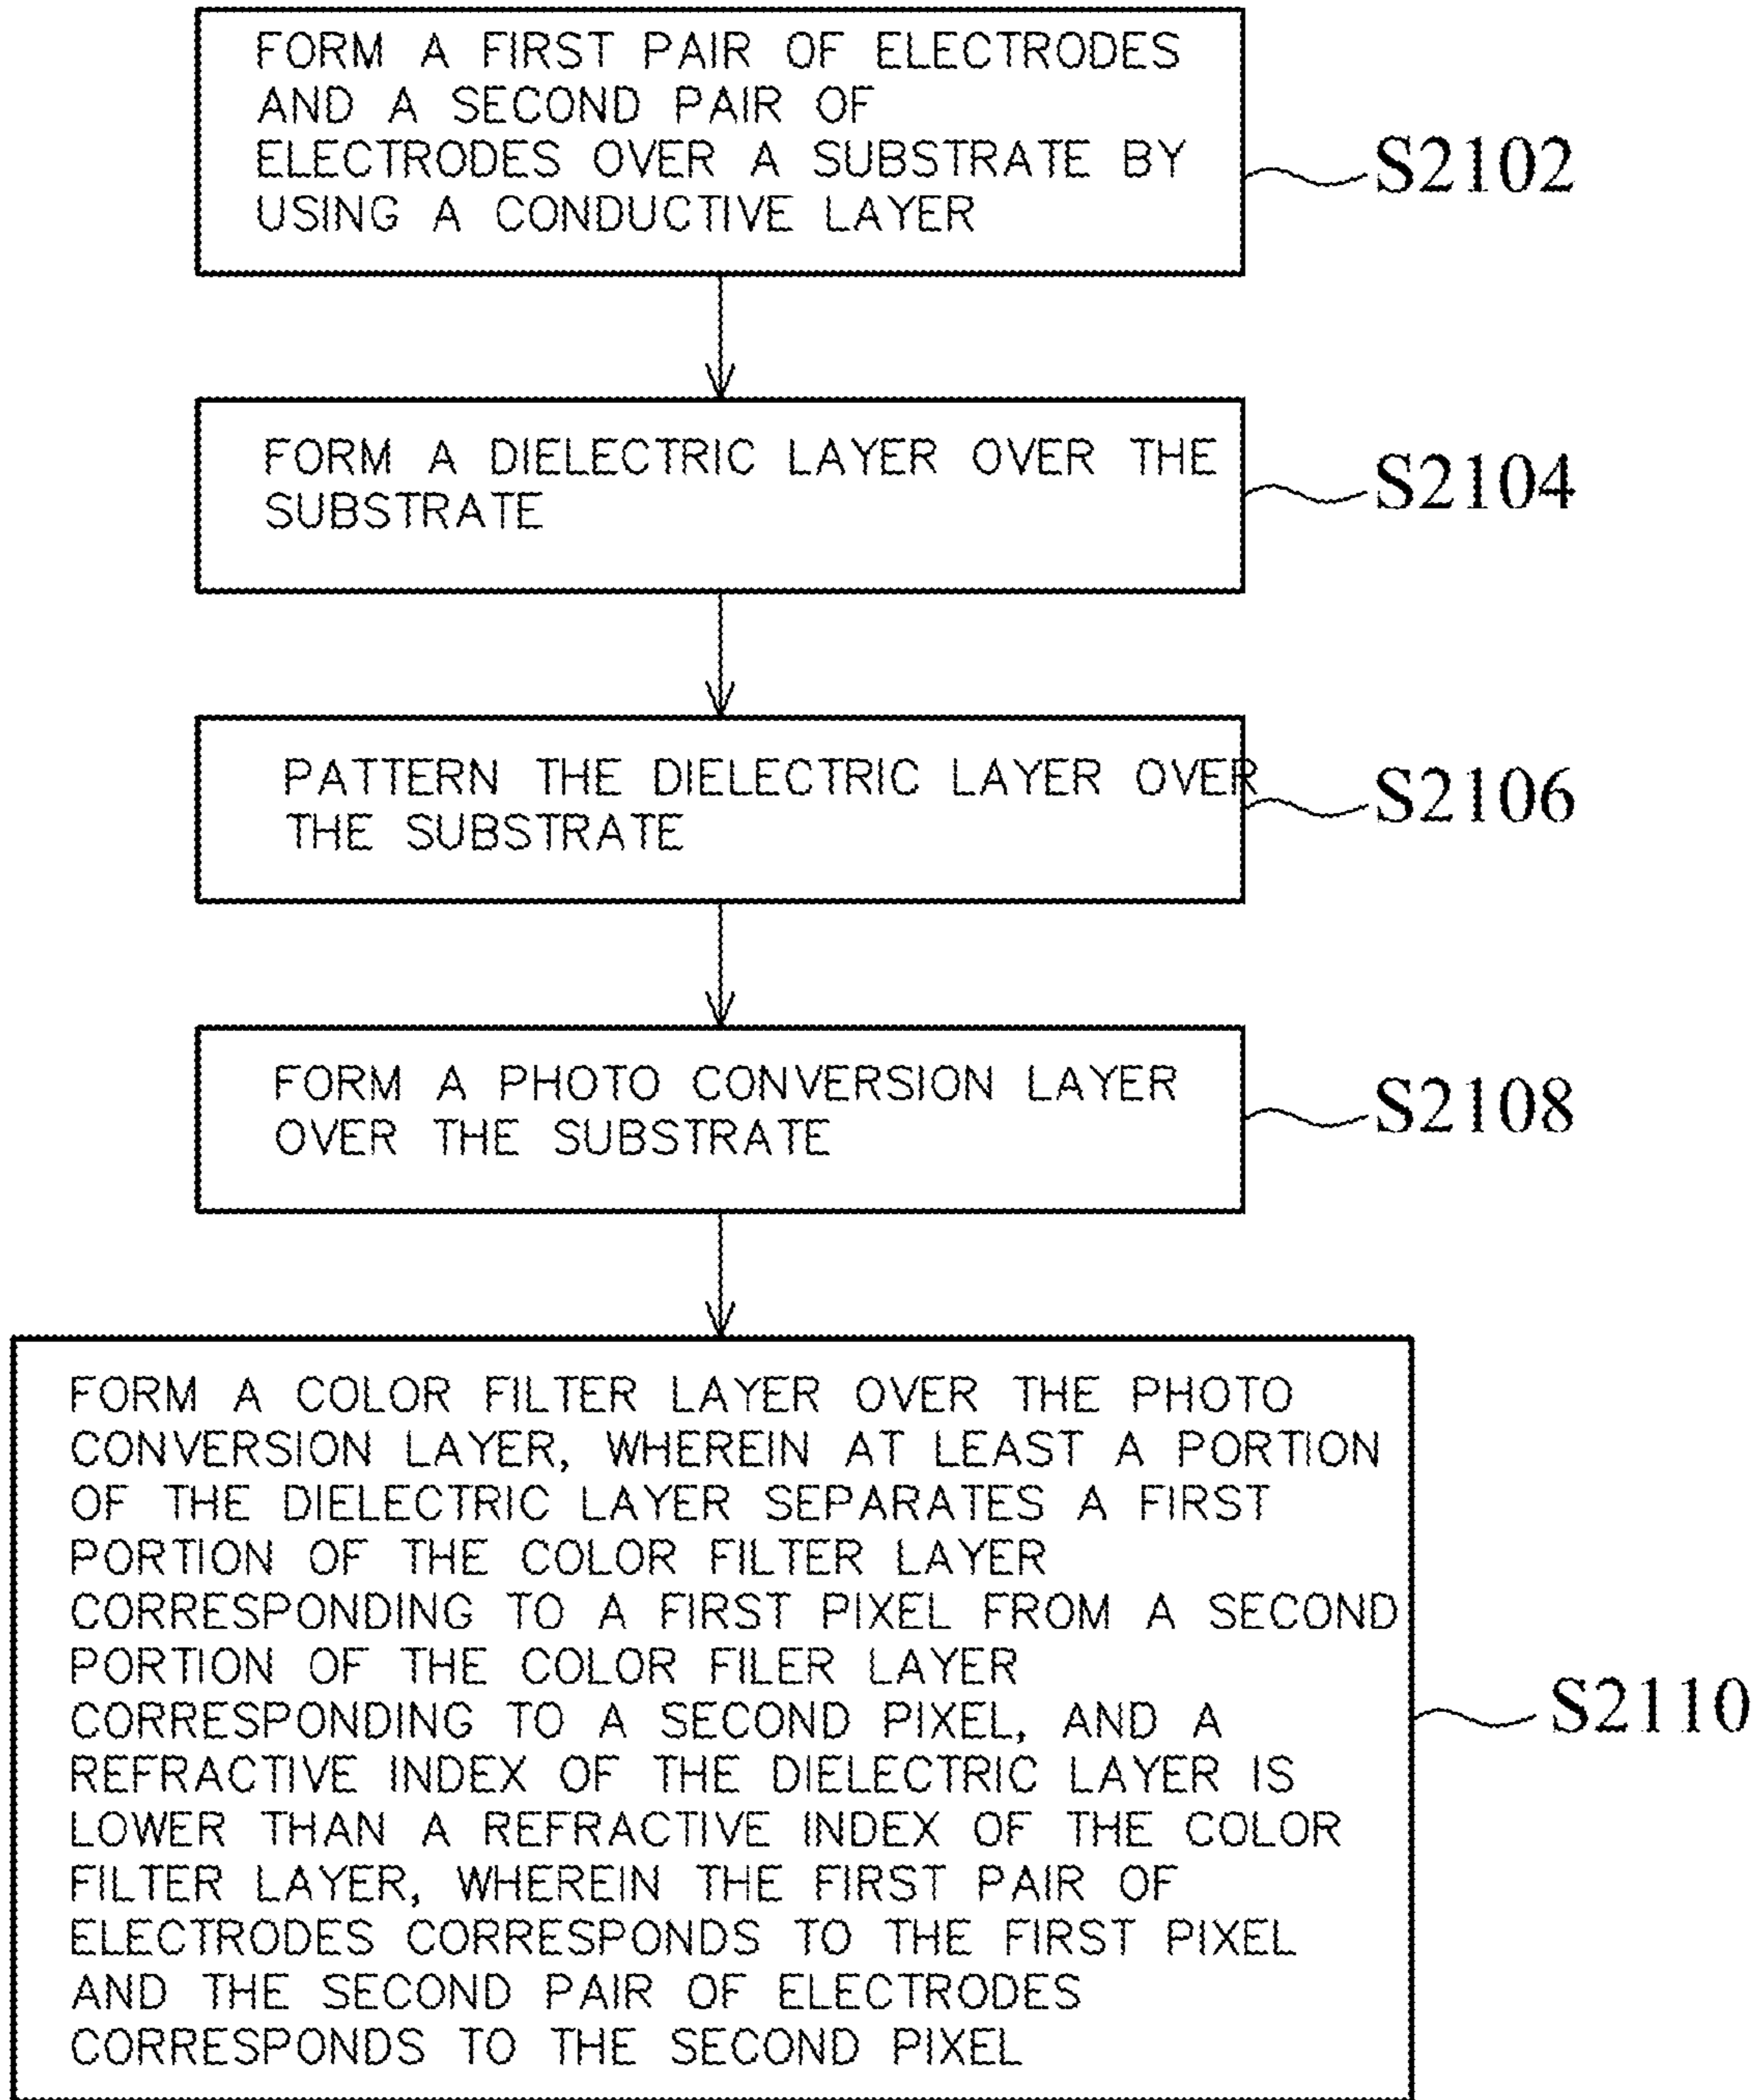 FORM A FIRST PAIR OF ELECTRODES
AND A SECOND PAIR OF
ELECTRODES OVER A SUBSTRATE BY
USING A CONDUCTIVE LAYER
S2102
FORM A DIELECTRIC LAYER OVER THE
SUBSTRATE
S2104
PATTERN THE DIELECTRIC LAYER OVER
THE SUBSTRATE
S2106
FORM A PHOTO CONVERSION LAYER
OVER THE SUBSTRATE
S2108
FORM A COLOR FILTER LAYER OVER THE PHOTO
CONVERSION LAYER, WHEREIN AT LEAST A PORTION
OF THE DIELECTRIC LAYER SEPARATES A FIRST
PORTION OF THE COLOR FILTER LAYER
CORRESPONDING TO A FIRST PIXEL FROM A SECOND
PORTION OF THE COLOR FILER LAYER
CORRESPONDING TO A SECOND PIXEL, AND A
REFRACTIVE INDEX OF THE DIELECTRIC LAYER IS
LOWER THAN A REFRACTIVE INDEX OF THE COLOR
FILTER LAYER, WHEREIN THE FIRST PAIR OF
ELECTRODES CORRESPONDS TO THE FIRST PIXEL
AND THE SECOND PAIR OF ELECTRODES
CORRESPONDS TO THE SECOND PIXEL
S2110